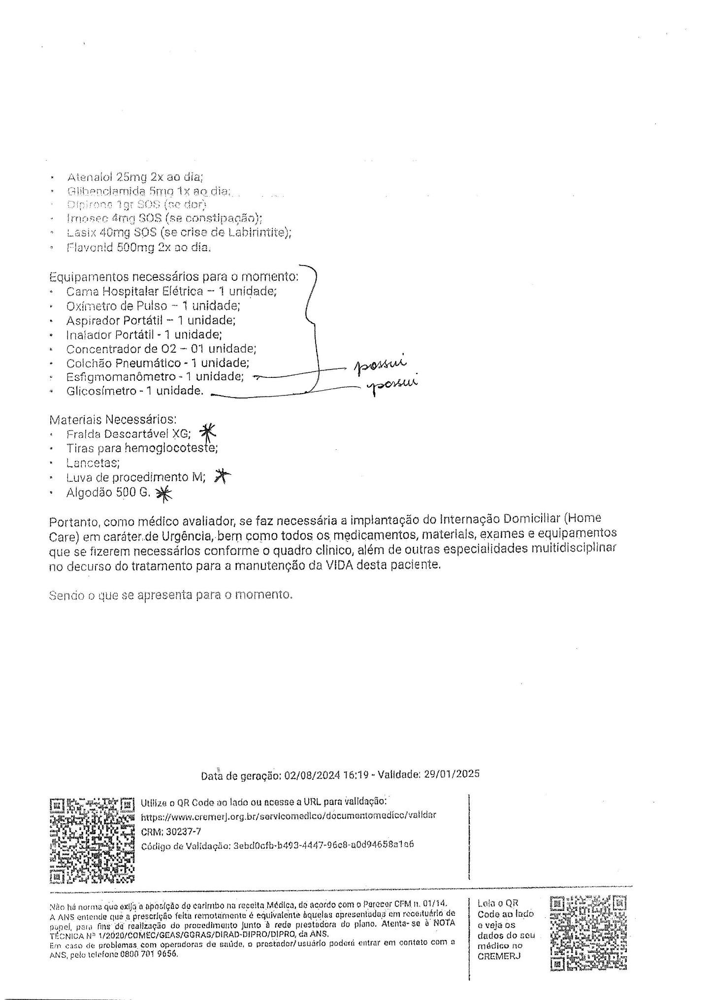 • Atenalol 25mg 2x ao dia;
• Glibenclamida 5mg 1x ao dia;
• Dipirona 1gr SOS (se dor)
• Imosec 4mg SOS (se constipação);
• Lasix 40mg SOS (se crise de Labirintite);
• Flavonid 500mg 2x ao dia.
Equipamentos necessários para o momento:
• Cama Hospitalar Elétrica – 1 unidade;
• Oxímetro de Pulso – 1 unidade;
• Aspirador Portátil – 1 unidade;
• Inalador Portátil - 1 unidade;
• Concentrador de O2 – 01 unidade;
• Colchão Pneumático - 1 unidade;
• Esfigmomanômetro - 1 unidade; possui
• Glicosímetro - 1 unidade. possui
Materiais Necessários:
• Fralda Descartável XG; *
• Tiras para hemoglocoteste;
• Lancetas;
• Luva de procedimento M; *
• Algodão 500 G. *
Portanto, como médico avaliador, se faz necessária a implantação do Internação Domiciliar (Home
Care) em caráter de Urgência, bem como todos os medicamentos, materiais, exames e equipamentos
que se fizerem necessários conforme o quadro clinico, além de outras especialidades multidisciplinar
no decurso do tratamento para a manutenção da VIDA desta paciente.
Sendo o que se apresenta para o momento.
Data de geração: 02/08/2024 16:19 - Validade: 29/01/2025
Utilize o QR Code ao lado ou acesse a URL para validação:
https://www.cremerj.org.br/servicomedico/documentomedico/validar
CRM: 30237-7
Código de Validação: 3ebd0cfb-b493-4447-96c8-a0d94658a1a6
Não há norma que exija a aposição de carimbo na receita Médica, de acordo com o Parecer CFM n. 01/14.
A ANS entende que a prescrição feita remotamente é equivalente àquelas apresentadas em receituário de
papel, para fins de realização do procedimento junto à rede prestadora do plano. Atenta-se à NOTA
TÉCNICA Nº 1/2020/COMEC/GEAS/GGRAS/DIRAD-DIPRO/DIPRO, da ANS.
Em caso de problemas com operadoras de saúde, o prestador/usuário poderá entrar em contato com a
ANS, pelo telefone 0800 701 9656.
Leia o QR
Code ao lado
e veja os
dados do seu
médico no
CREMERJ